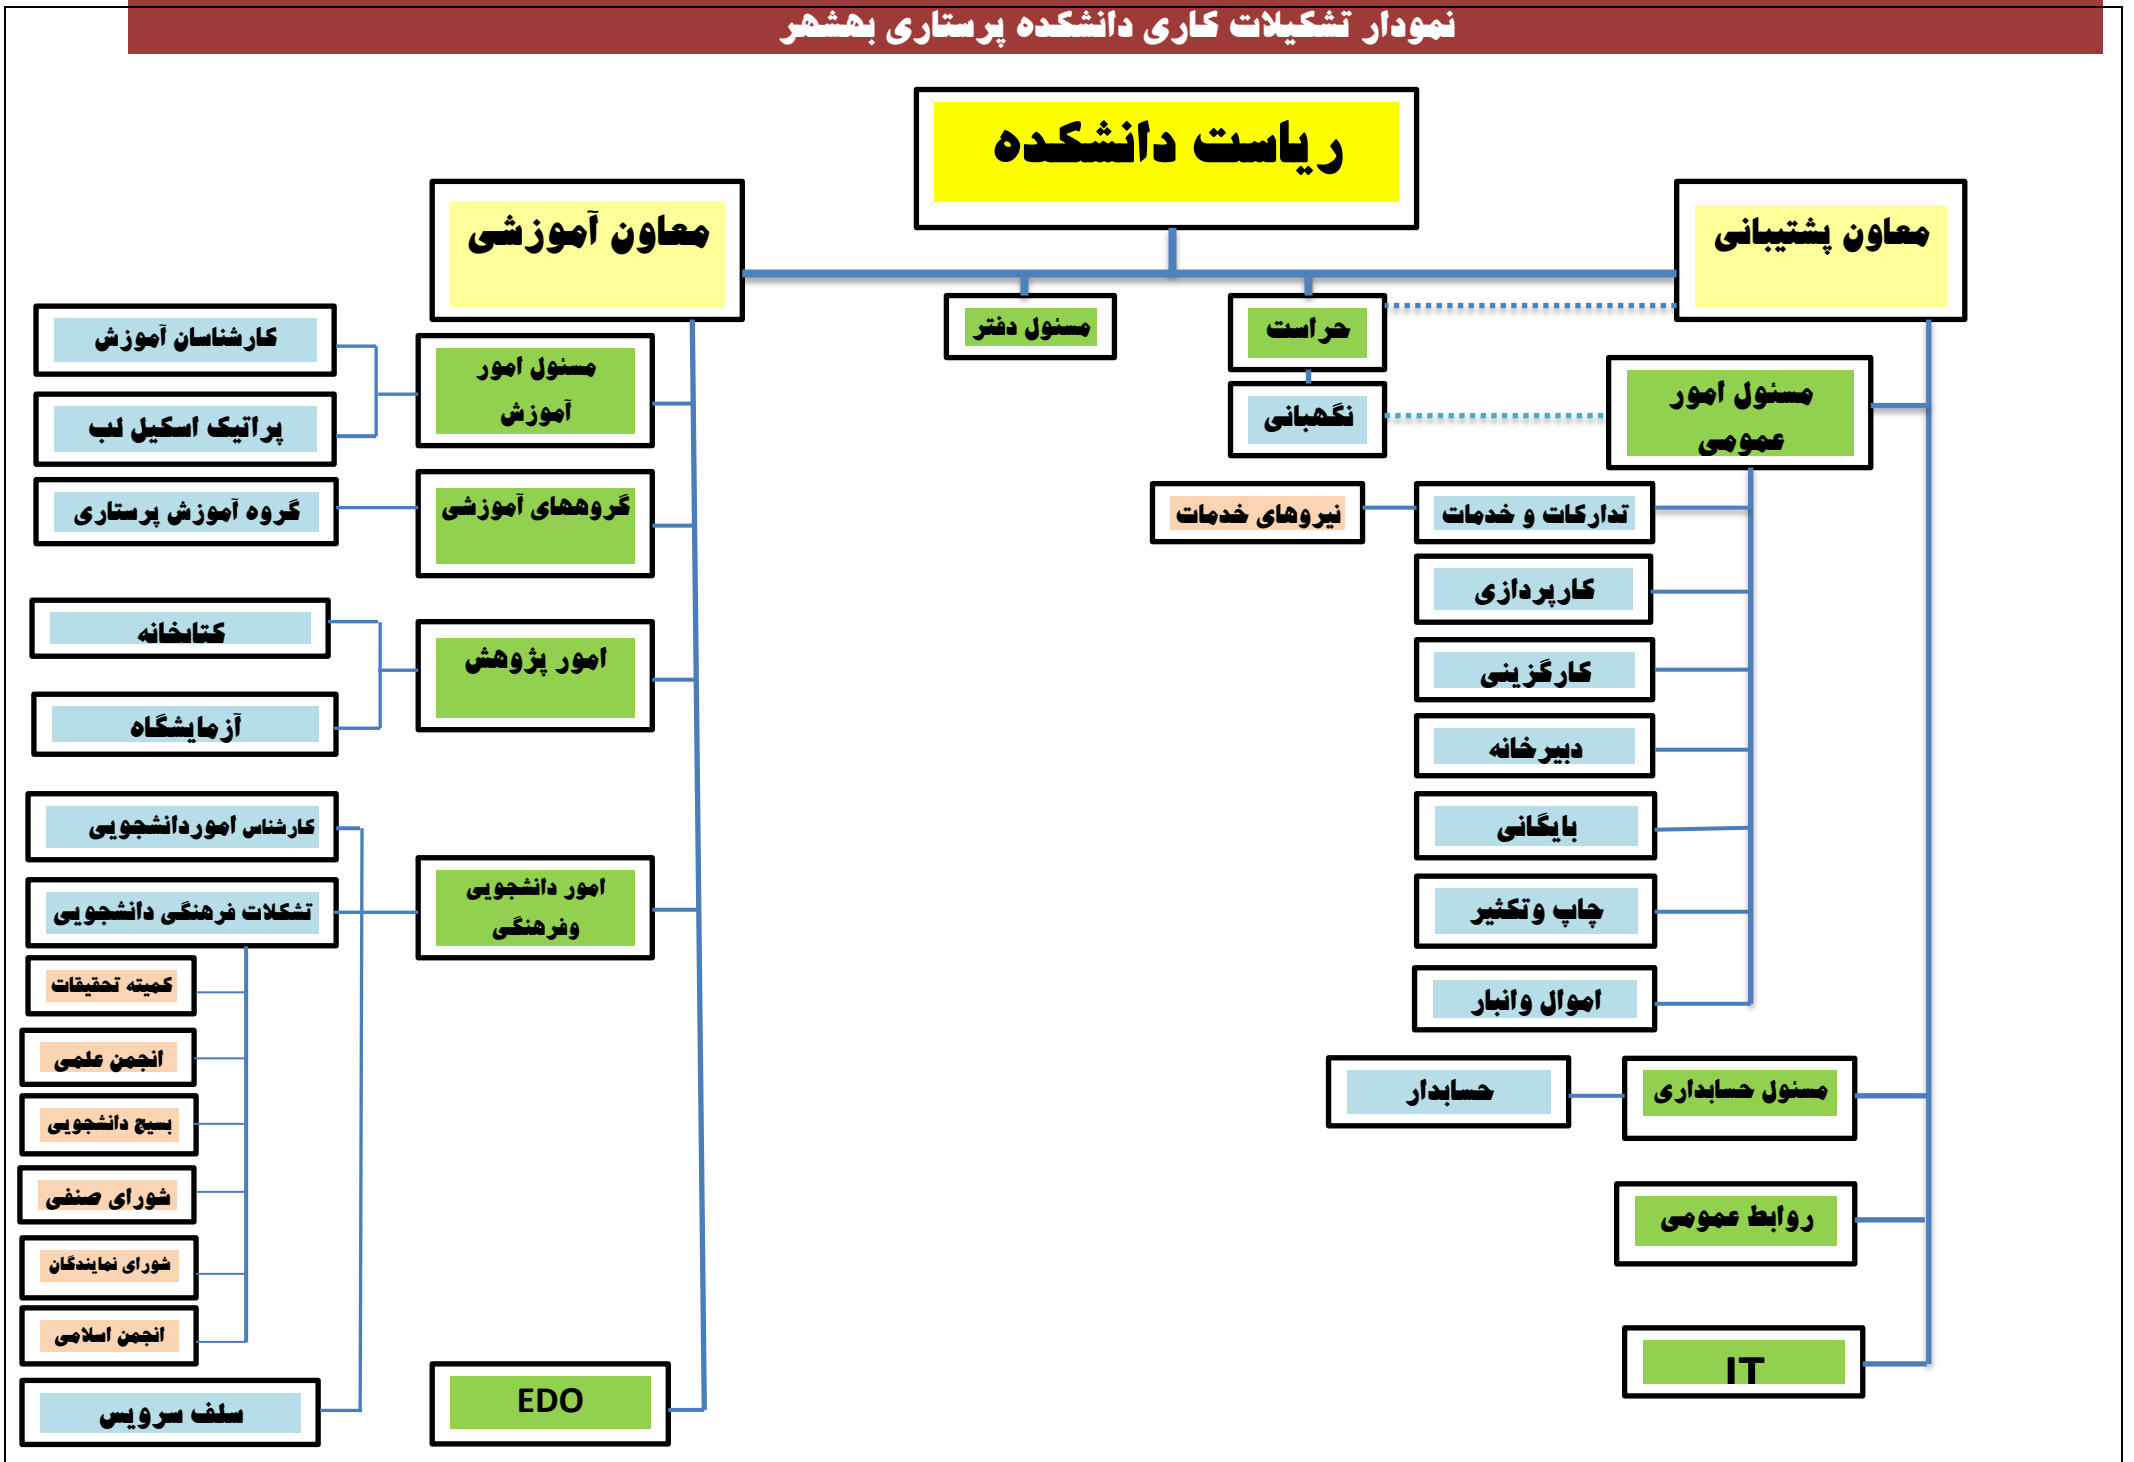 نمودار تشکیلات کاری دانشکده پرستاری بهشهر
ریاست دانشکده
معاون پشتیبانی
معاون آموزشی
حراست
مسئول دفتر
نگهبانی
مسئول امور
عمومی
تدارکات و خدمات
نیروهای خدمات
کارپردازی
کارگزینی
دبیرخانه
بایگانی
چاپ وتکثیر
اموال وانبار
مسئول حسابداری
حسابدار
روابط عمومی
IT
مسئول امور
آموزش
کارشناسان آموزش
پراتیک اسکیل لب
گروههای آموزشی
گروه آموزش پرستاری
امور پژوهش
کتابخانه
آزمایشگاه
امور دانشجویی
وفرهنگی
کارشناس اموردانشجویی
تشکلات فرهنگی دانشجویی
کمیته تحقیقات
انجمن علمی
بسیج دانشجویی
شورای صنفی
شورای نمایندگان
انجمن اسلامی
سلف سرویس
EDO